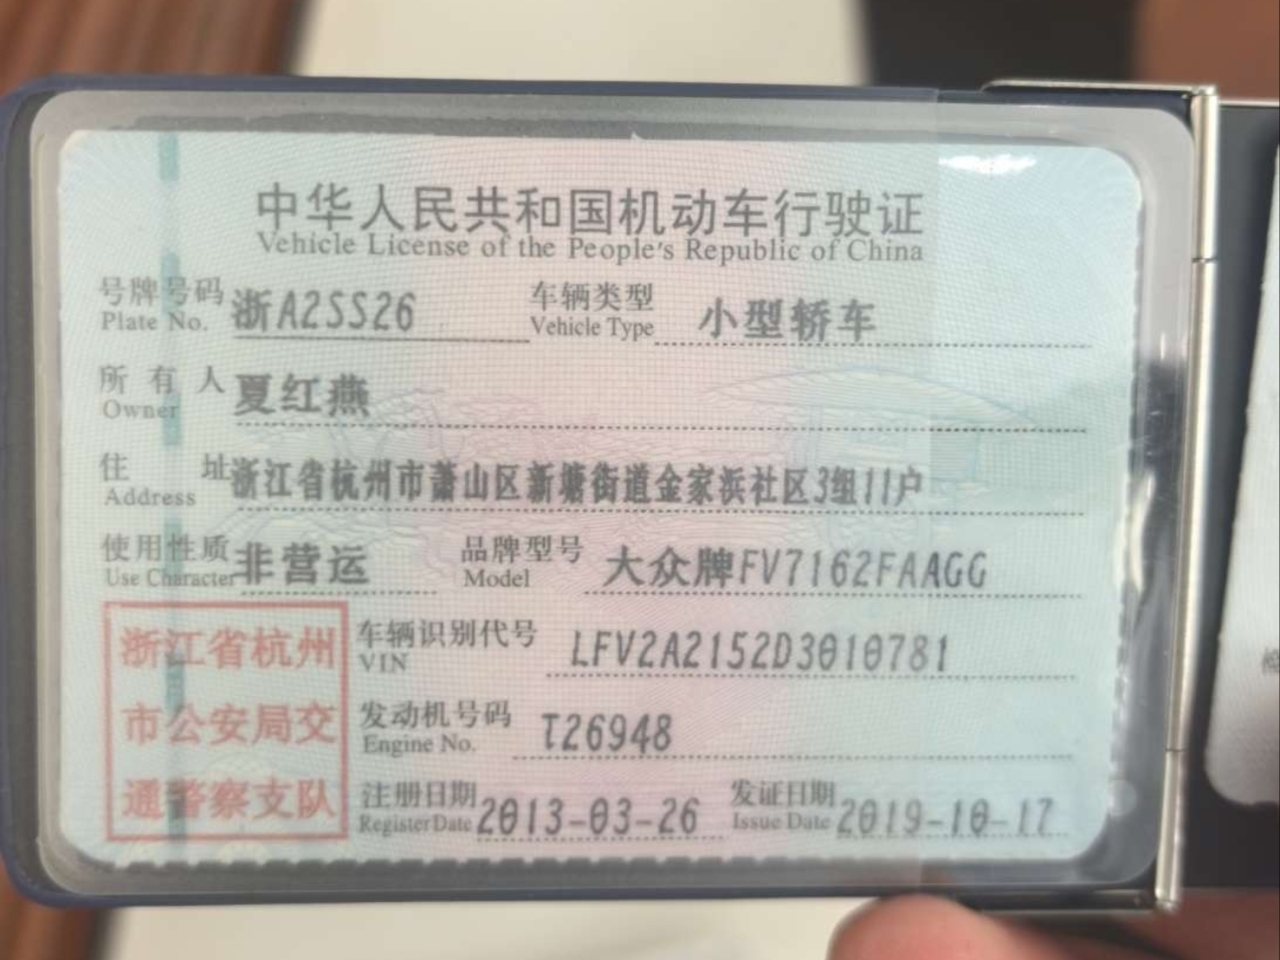 中华人民共和国机动车行驶证
Vehicle License of the People's Republic of China
号牌号码 浙A2SS26 车辆类型 小型轿车
Plate No. Vehicle Type
所有人 夏红燕
Owner
住址 浙江省杭州市萧山区新塘街道金家浜社区3组11户
Address
使用性质 非营运 品牌型号 大众牌FV7162FAAGG
Use Character Model
浙江省杭州
市公安局交
通警察支队
车辆识别代号 LFV2A2152D3010781
VIN
发动机号码 T26948
Engine No.
注册日期 2013-03-26 发证日期 2019-10-17
Register Date Issue Date